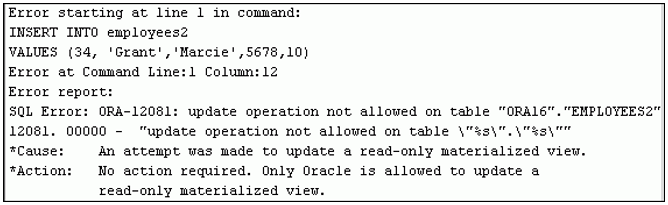 Error starting at line 1 in command:
INSERT INTO employees2
VALUES (34, 'Grant','Marcie',5678,10)
Error at Command Line:1 Column:12
Error report:
SQL Error: ORA-12081: update operation not allowed on table "ORA16"."EMPLOYEES2"
12081. 00000 - "update operation not allowed on table \"%s\".\"%s\""
*Cause: An attempt was made to update a read-only materialized view.
*Action: No action required. Only Oracle is allowed to update a
read-only materialized view.